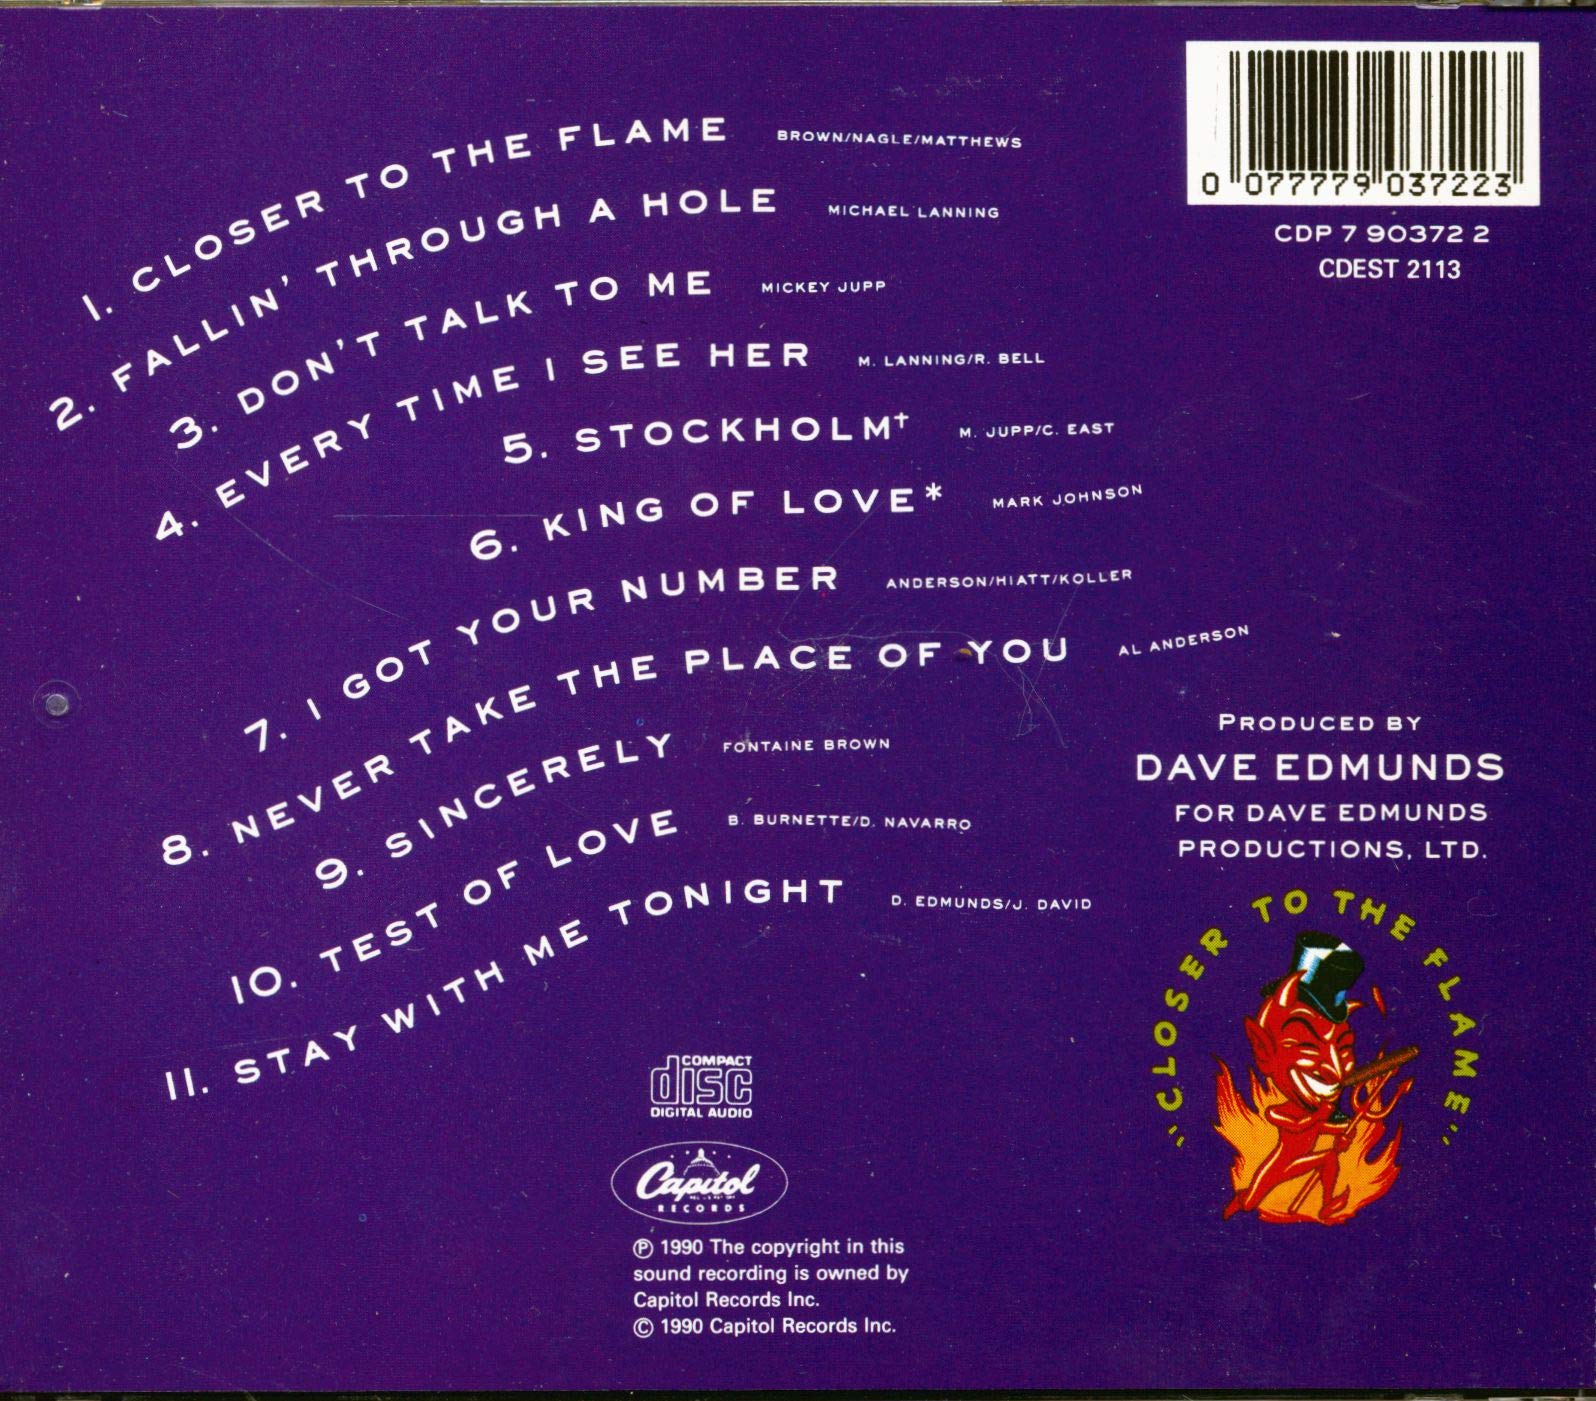 1. CLOSER TO THE FLAME BROWN/NAGLE/MATTHEWS
2. FALLIN' THROUGH A HOLE MICHAEL LANNING
3. DON'T TALK TO ME MICKEY JUPP
4. EVERY TIME I SEE HER M. LANNING/R. BELL
5. STOCKHOLM† M. JUPP/C. EAST
6. KING OF LOVE* MARK JOHNSON
7. I GOT YOUR NUMBER ANDERSON/HIATT/KOLLER
8. NEVER TAKE THE PLACE OF YOU AL ANDERSON
9. SINCERELY FONTAINE BROWN
10. TEST OF LOVE B. BURNETTE/D. NAVARRO
11. STAY WITH ME TONIGHT D. EDMUNDS/J. DAVID
0 077779 037223
CDP 7 90372 2
CDEST 2113
PRODUCED BY
DAVE EDMUNDS
FOR DAVE EDMUNDS
PRODUCTIONS, LTD.
"CLOSER TO THE FLAME"
COMPACT
disc
DIGITAL AUDIO
Capitol
RECORDS
℗ 1990 The copyright in this
sound recording is owned by
Capitol Records Inc.
© 1990 Capitol Records Inc.